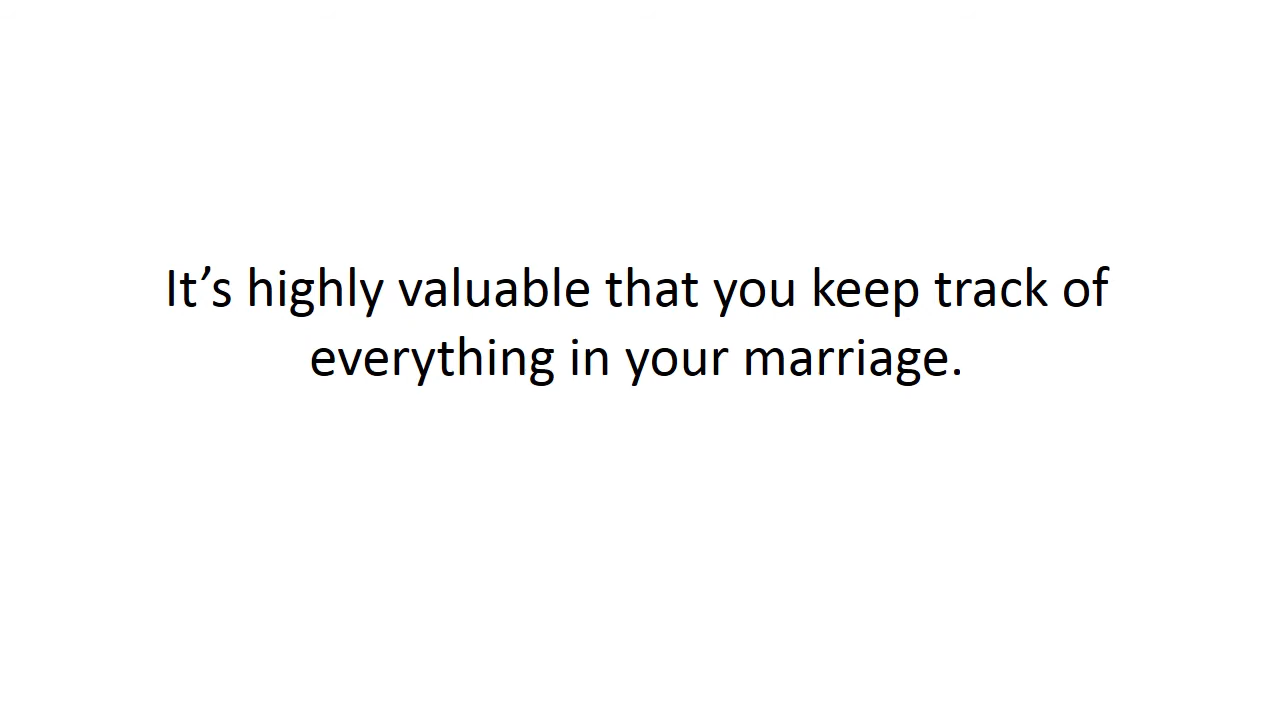 It’s highly valuable that you keep track of
everything in your marriage.